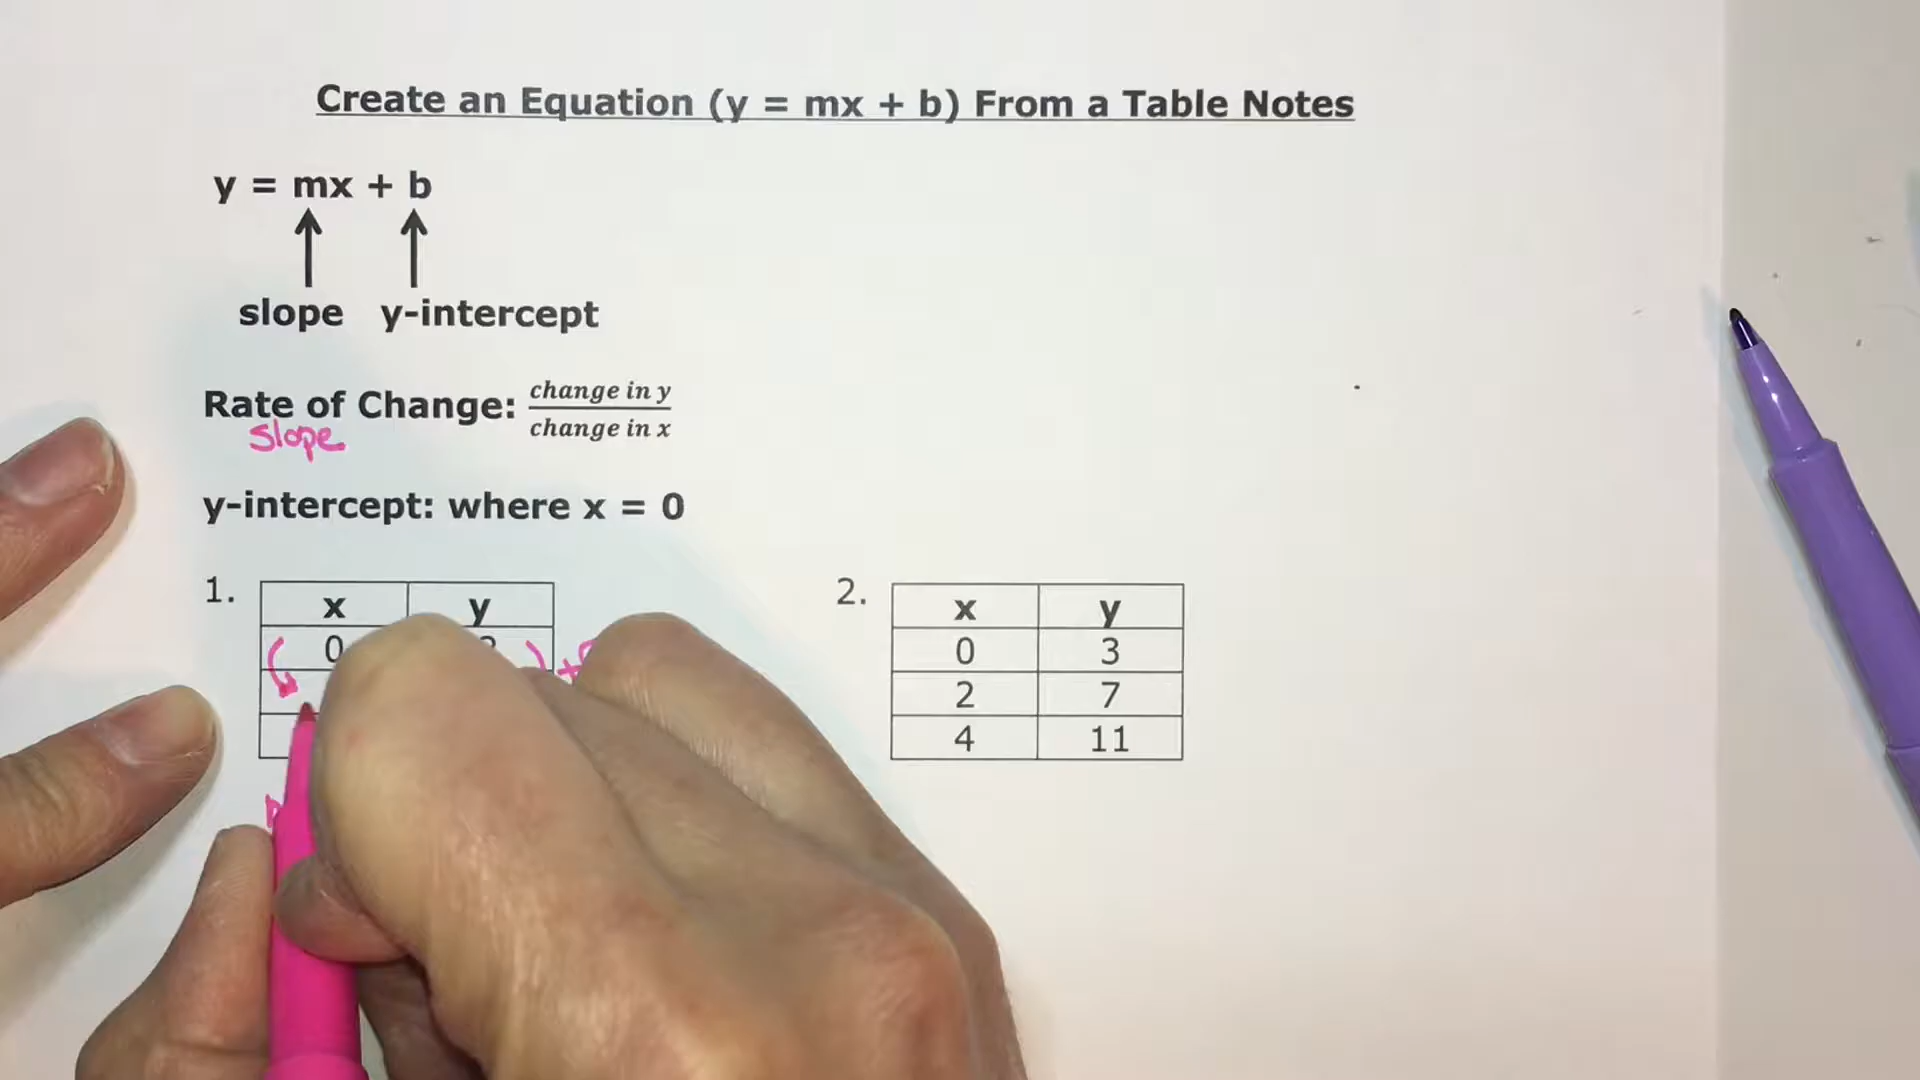 Create an Equation (y = mx + b) From a Table Notes
y = mx + b
slope y-intercept
Rate of Change: change in y
change in x
slope
y-intercept: where x = 0
1.
x y
0
2.
x y
0 3
2 7
4 11